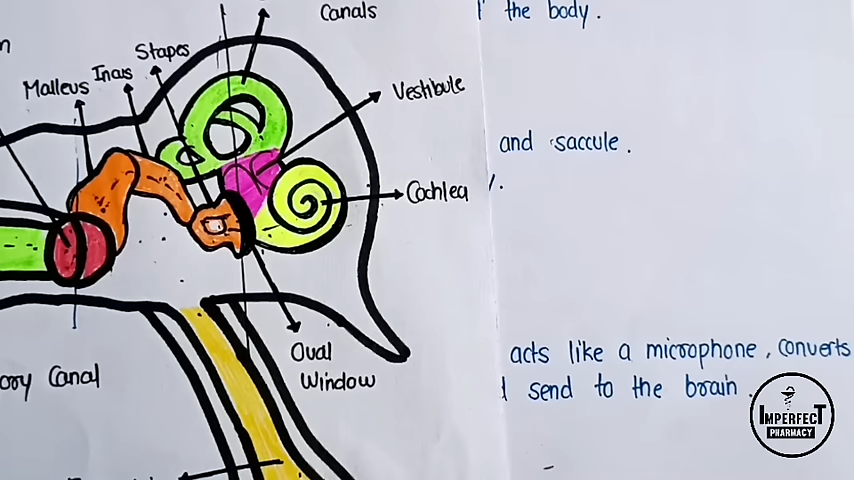 Canals
the body.
Stapes
Incus
Malleus
Vestibule
and saccule.
Cochlea
Oval
Window
Canal
acts like a microphone, converts
send to the brain.
IMPERFECT
PHARMACY